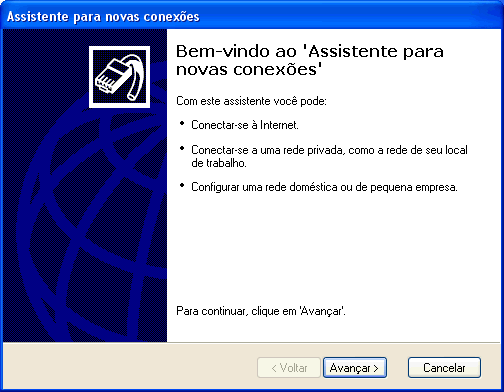 Assistente para novas conexões
Bem-vindo ao 'Assistente para
novas conexões'
Com este assistente você pode:
• Conectar-se à Internet.
• Conectar-se a uma rede privada, como a rede de seu local
de trabalho.
• Configurar uma rede doméstica ou de pequena empresa.
Para continuar, clique em 'Avançar'.
< Voltar Avançar > Cancelar